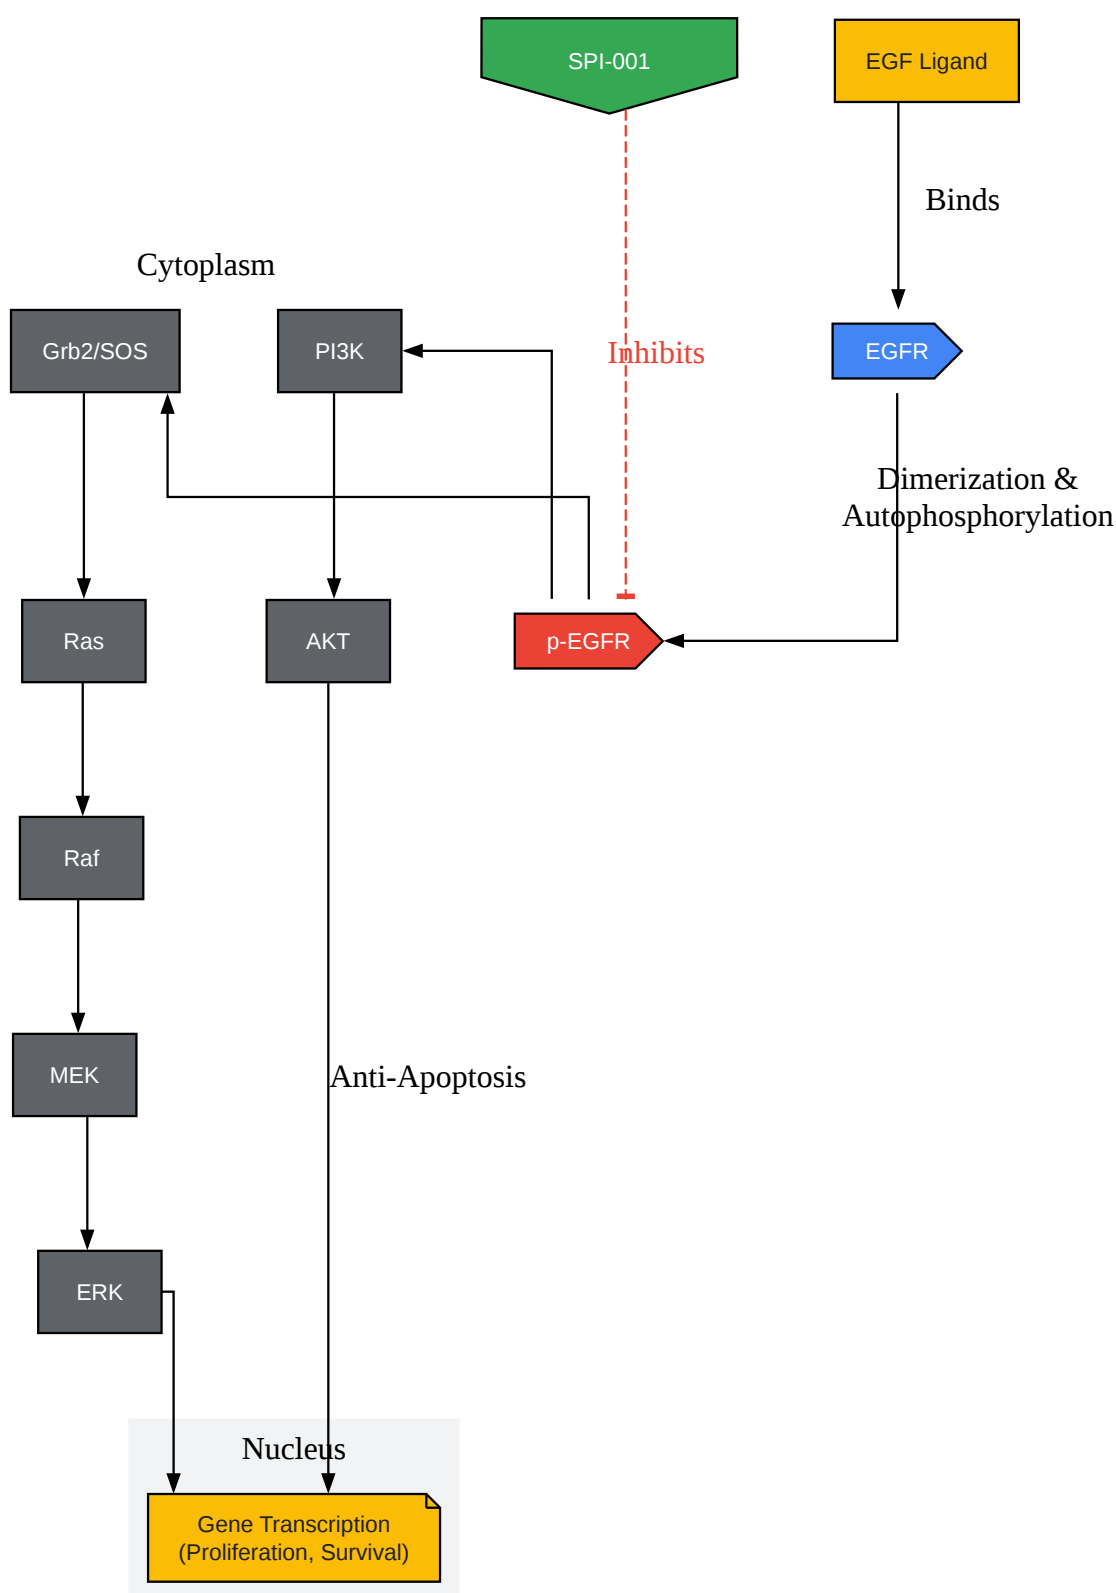 SPI-001
EGF Ligand
Binds
Cytoplasm
Grb2/SOS
PI3K
Inhibits
EGFR
Dimerization &
Autophosphorylation
Ras
AKT
p-EGFR
Raf
MEK
Anti-Apoptosis
ERK
Nucleus
Gene Transcription
(Proliferation, Survival)